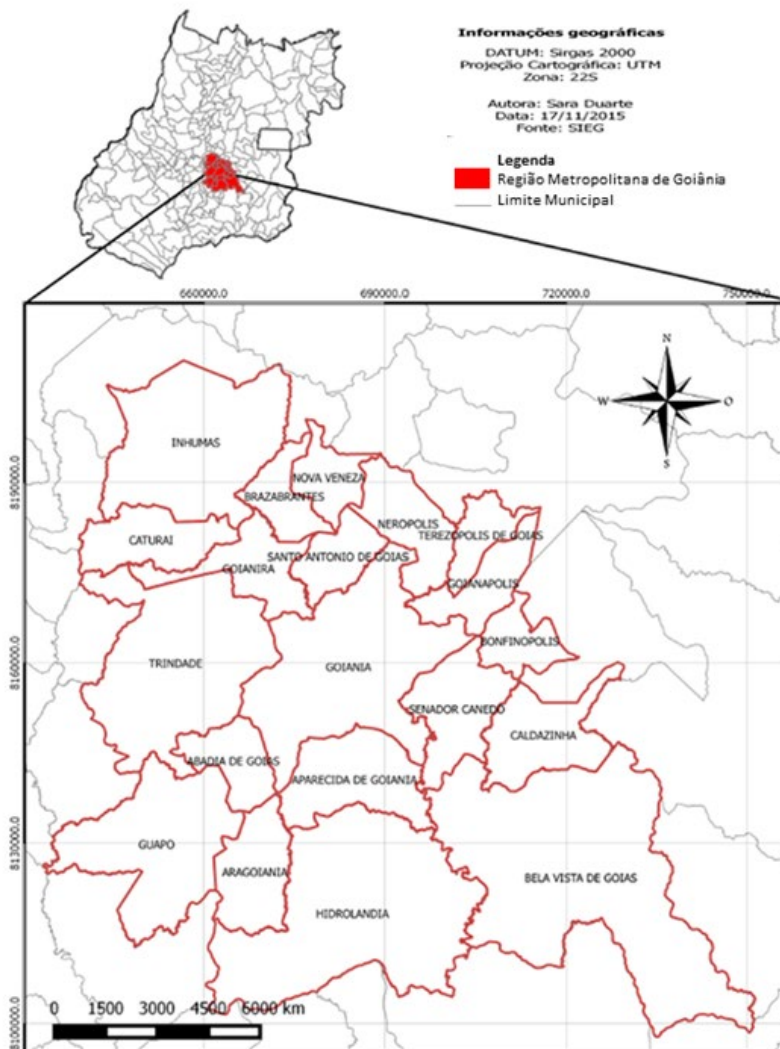 Informações geográficas
DATUM: Sirgas 2000
Projeção Cartográfica: UTM
Zona: 22S
Autora: Sara Duarte
Data: 17/11/2015
Fonte: SIEG
Legenda
Região Metropolitana de Goiânia
Limite Municipal
660000.0
690000.0
720000.0
750000.0
N
W
O
S
8190000.0
8160000.0
8130000.0
8100000.0
INHUMAS
NOVA VENEZA
BRAZABRANTES
NEROPOLIS
TEREZOPOLIS DE GOIAS
CATURAI
SANTO ANTONIO DE GOIAS
GOIANIRA
GOIANAPOLIS
BONFINOPOLIS
TRINDADE
GOIANIA
SENADOR CANEDO
CALDAZINHA
ABADIA DE GOIAS
APARECIDA DE GOIANIA
GUAPO
ARAGOIANIA
BELA VISTA DE GOIAS
HIDROLANDIA
0 1500 3000 4500 6000 km